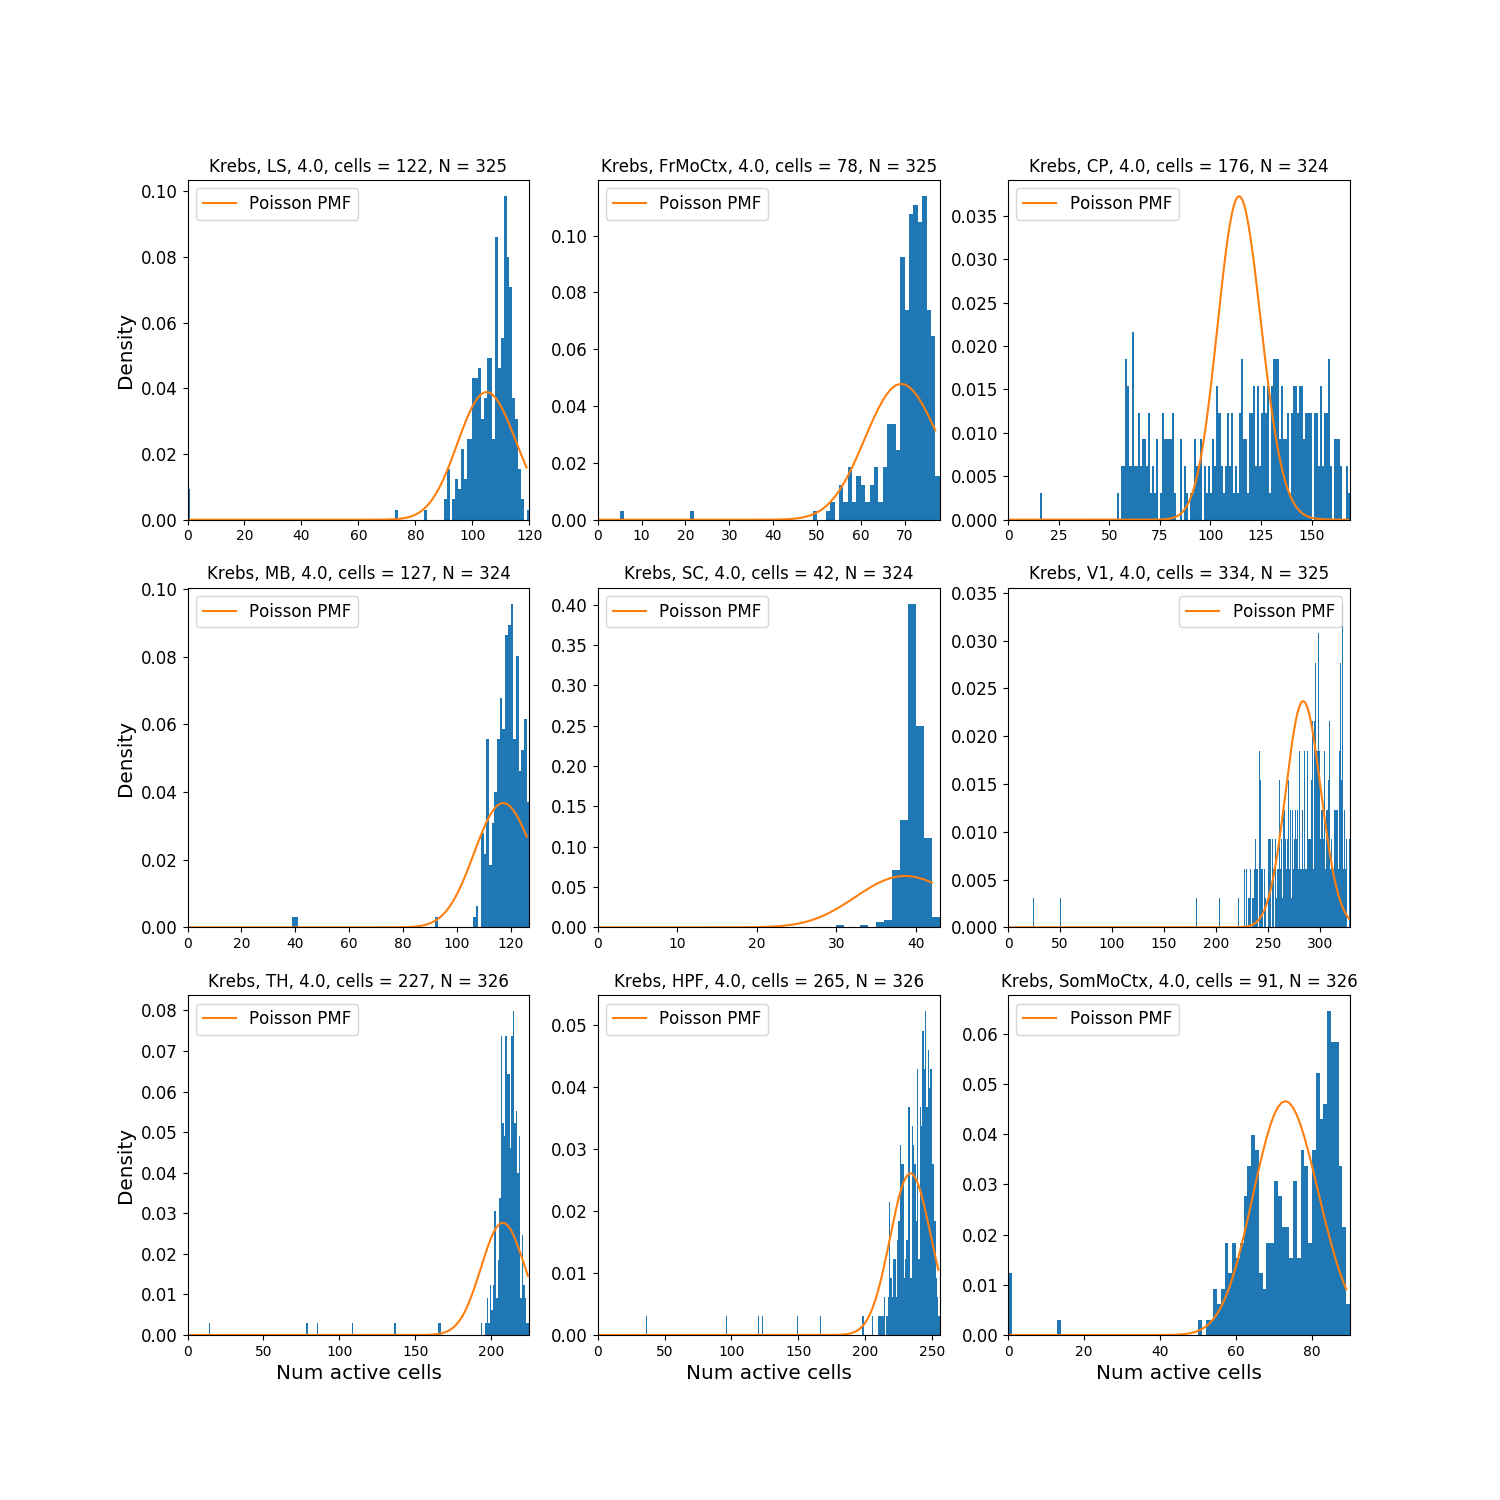 Krebs, LS, 4.0, cells = 122, N = 325
Krebs, FrMoCtx, 4.0, cells = 78, N = 325
Krebs, CP, 4.0, cells = 176, N = 324
Poisson PMF
Poisson PMF
Poisson PMF
Density
0.10
0.08
0.06
0.04
0.02
0.00
0 20 40 60 80 100 120
0.10
0.08
0.06
0.04
0.02
0.00
0 10 20 30 40 50 60 70
0.035
0.030
0.025
0.020
0.015
0.010
0.005
0.000
0 25 50 75 100 125 150
Krebs, MB, 4.0, cells = 127, N = 324
Krebs, SC, 4.0, cells = 42, N = 324
Krebs, V1, 4.0, cells = 334, N = 325
Poisson PMF
Poisson PMF
Poisson PMF
Density
0.10
0.08
0.06
0.04
0.02
0.00
0 20 40 60 80 100 120
0.40
0.35
0.30
0.25
0.20
0.15
0.10
0.05
0.00
0 10 20 30 40
0.035
0.030
0.025
0.020
0.015
0.010
0.005
0.000
0 50 100 150 200 250 300
Krebs, TH, 4.0, cells = 227, N = 326
Krebs, HPF, 4.0, cells = 265, N = 326
Krebs, SomMoCtx, 4.0, cells = 91, N = 326
Poisson PMF
Poisson PMF
Poisson PMF
Density
0.08
0.07
0.06
0.05
0.04
0.03
0.02
0.01
0.00
0 50 100 150 200
Num active cells
0.05
0.04
0.03
0.02
0.01
0.00
0 50 100 150 200 250
Num active cells
0.06
0.05
0.04
0.03
0.02
0.01
0.00
0 20 40 60 80
Num active cells